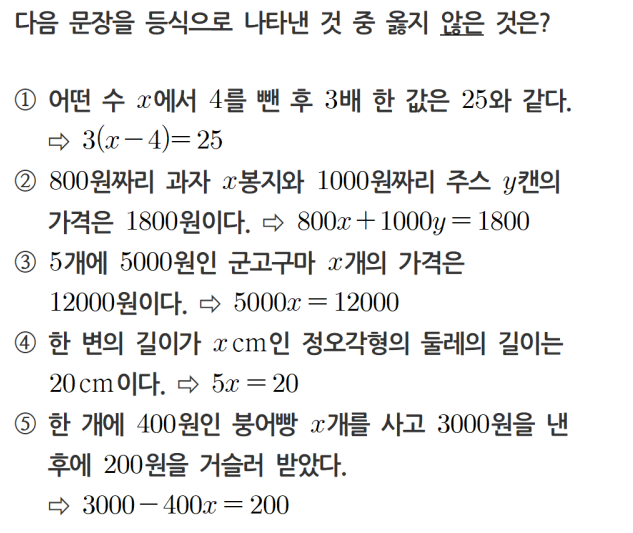 다음 문장을 등식으로 나타낸 것 중 옳지 않은 것은?
① 어떤 수 x에서 4를 뺀 후 3배 한 값은 25와 같다.
⇨ 3(x－4)＝25
② 800원짜리 과자 x봉지와 1000원짜리 주스 y캔의
가격은 1800원이다. ⇨ 800x＋1000y＝1800
③ 5개에 5000원인 군고구마 x개의 가격은
12000원이다. ⇨ 5000x＝12000
④ 한 변의 길이가 x cm인 정오각형의 둘레의 길이는
20 cm이다. ⇨ 5x＝20
⑤ 한 개에 400원인 붕어빵 x개를 사고 3000원을 낸
후에 200원을 거슬러 받았다.
⇨ 3000－400x＝200